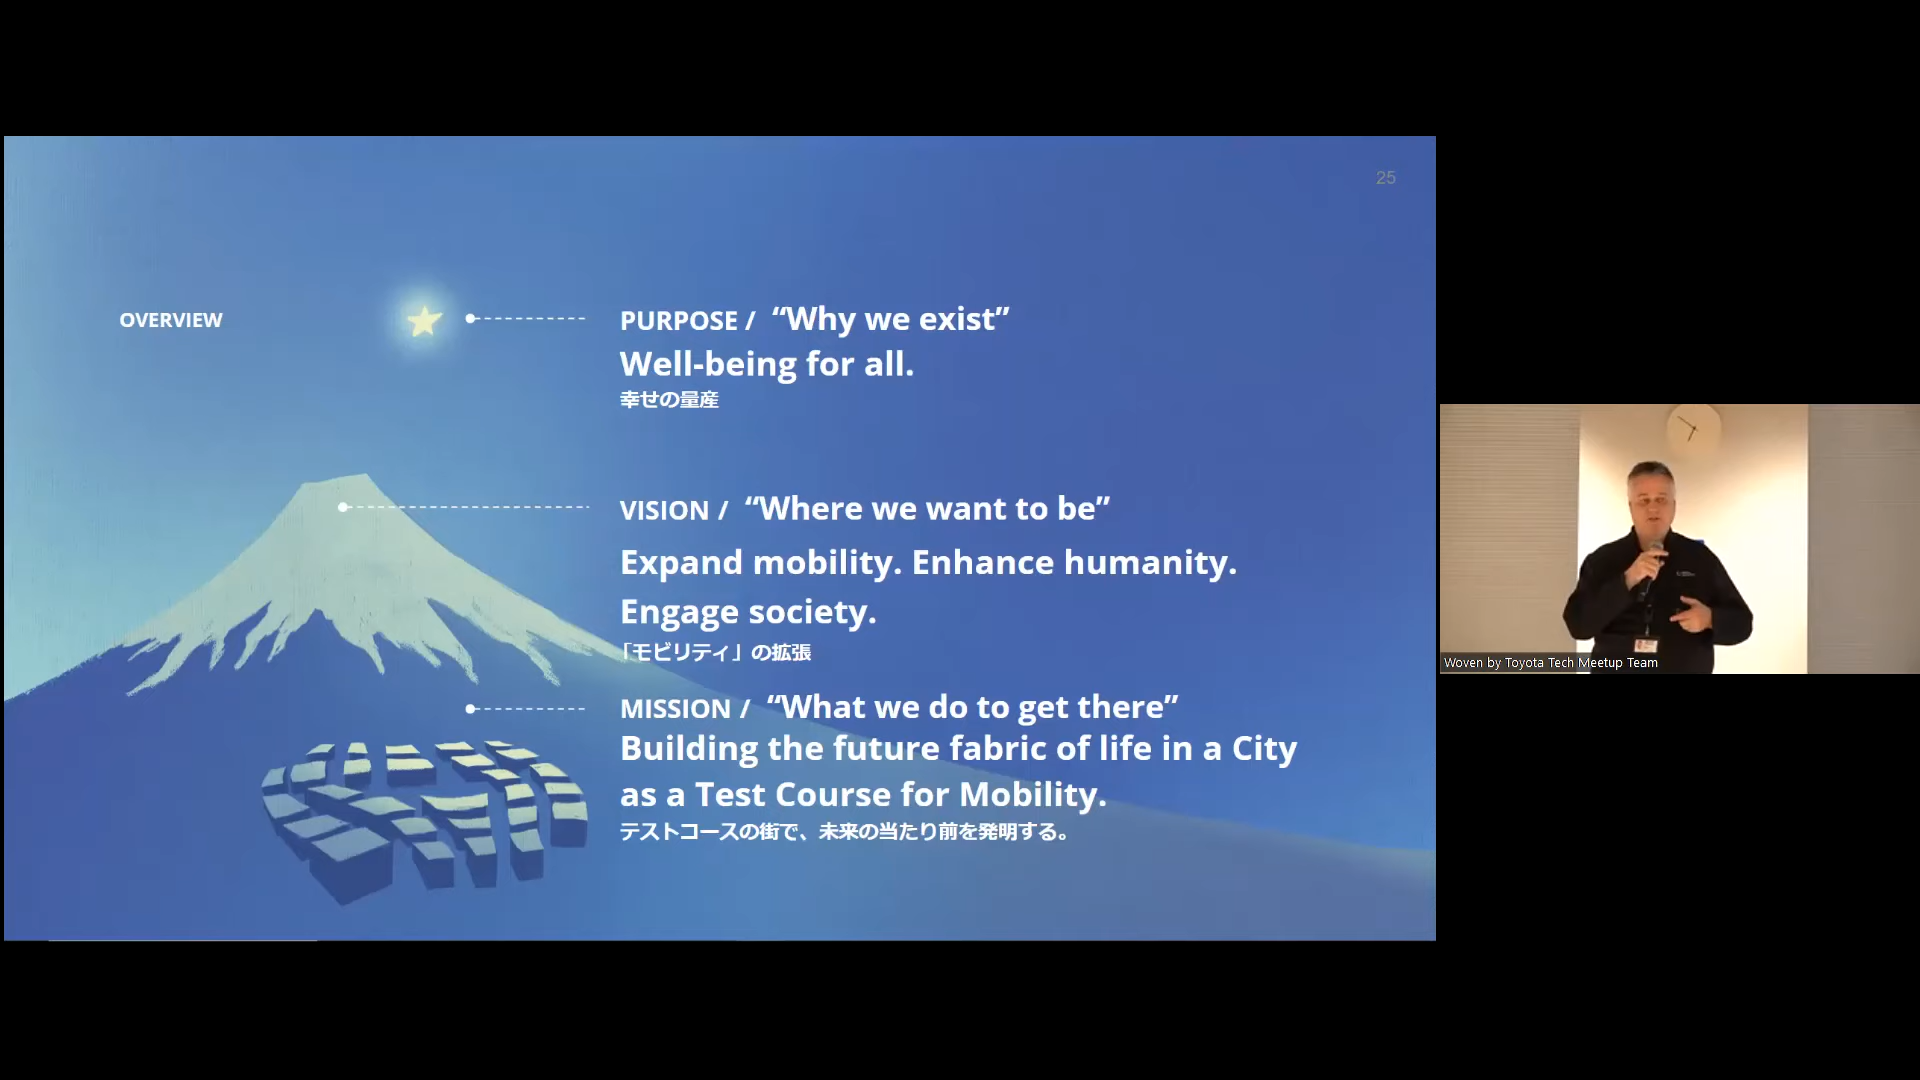 25
OVERVIEW
PURPOSE / “Why we exist”
Well-being for all.
幸せの量産
VISION / “Where we want to be”
Expand mobility. Enhance humanity.
Engage society.
「モビリティ」の拡張
MISSION / “What we do to get there”
Building the future fabric of life in a City
as a Test Course for Mobility.
テストコースの街で、未来の当たり前を発明する。
Woven by Toyota Tech Meetup Team